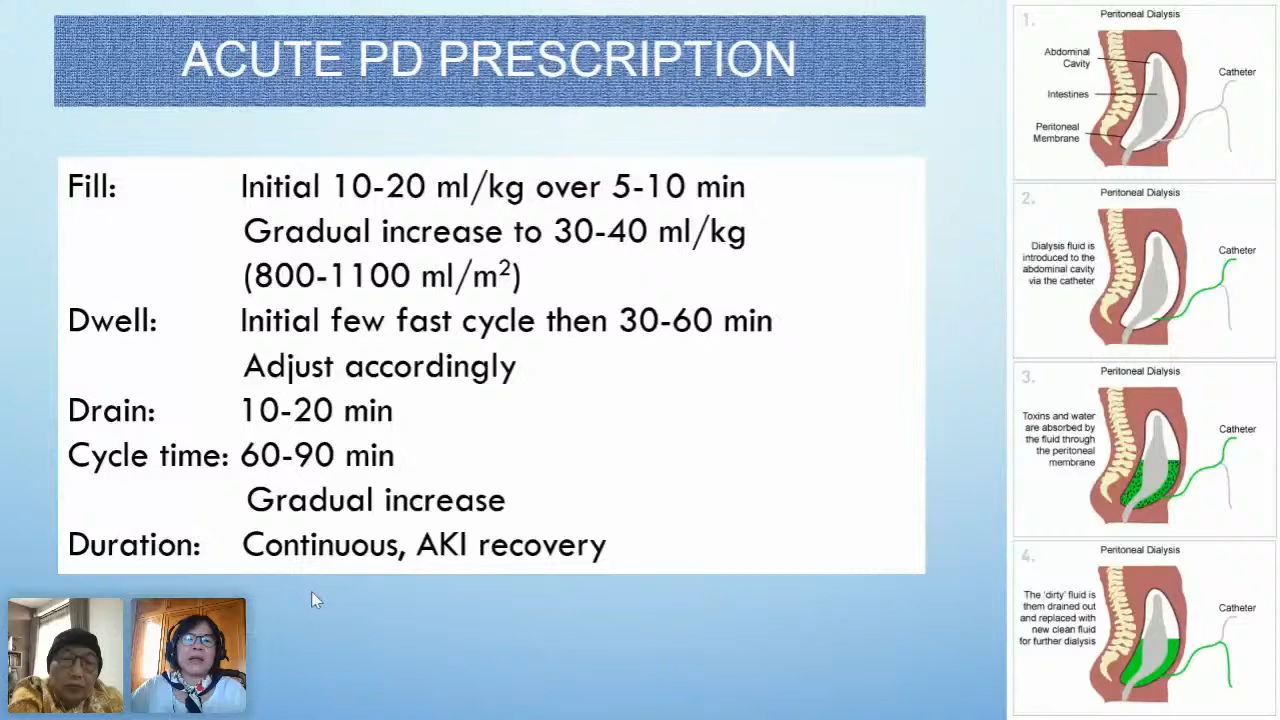 ACUTE PD PRESCRIPTION
Fill: Initial 10-20 ml/kg over 5-10 min
Gradual increase to 30-40 ml/kg
(800-1100 ml/m²)
Dwell: Initial few fast cycle then 30-60 min
Adjust accordingly
Drain: 10-20 min
Cycle time: 60-90 min
Gradual increase
Duration: Continuous, AKI recovery
1.
Peritoneal Dialysis
Abdominal
Cavity
Catheter
Intestines
Peritoneal
Membrane
2.
Peritoneal Dialysis
Dialysis fluid is
introduced to the
abdominal cavity
via the catheter
Catheter
3.
Peritoneal Dialysis
Toxins and water
are absorbed by
the fluid through
the peritoneal
membrane
Catheter
4.
Peritoneal Dialysis
The 'dirty' fluid is
them drained out
and replaced with
new clean fluid
for further dialysis
Catheter